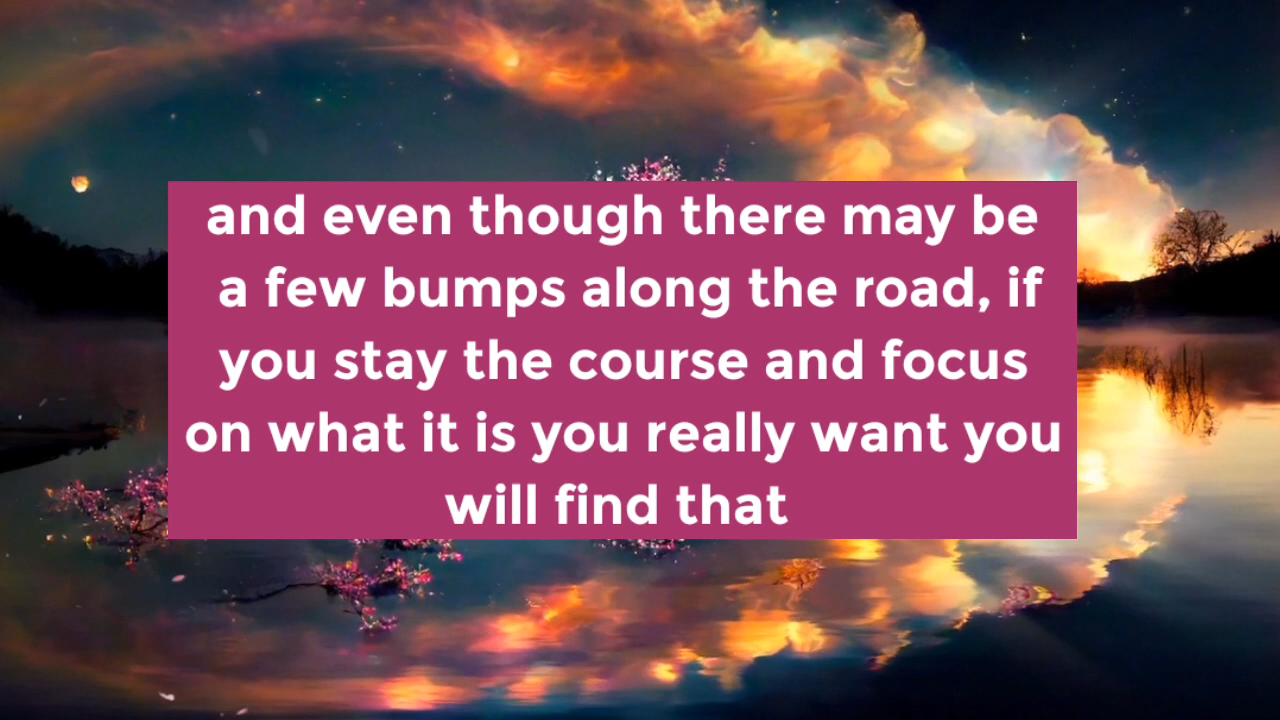 and even though there may be
a few bumps along the road, if
you stay the course and focus
on what it is you really want you
will find that